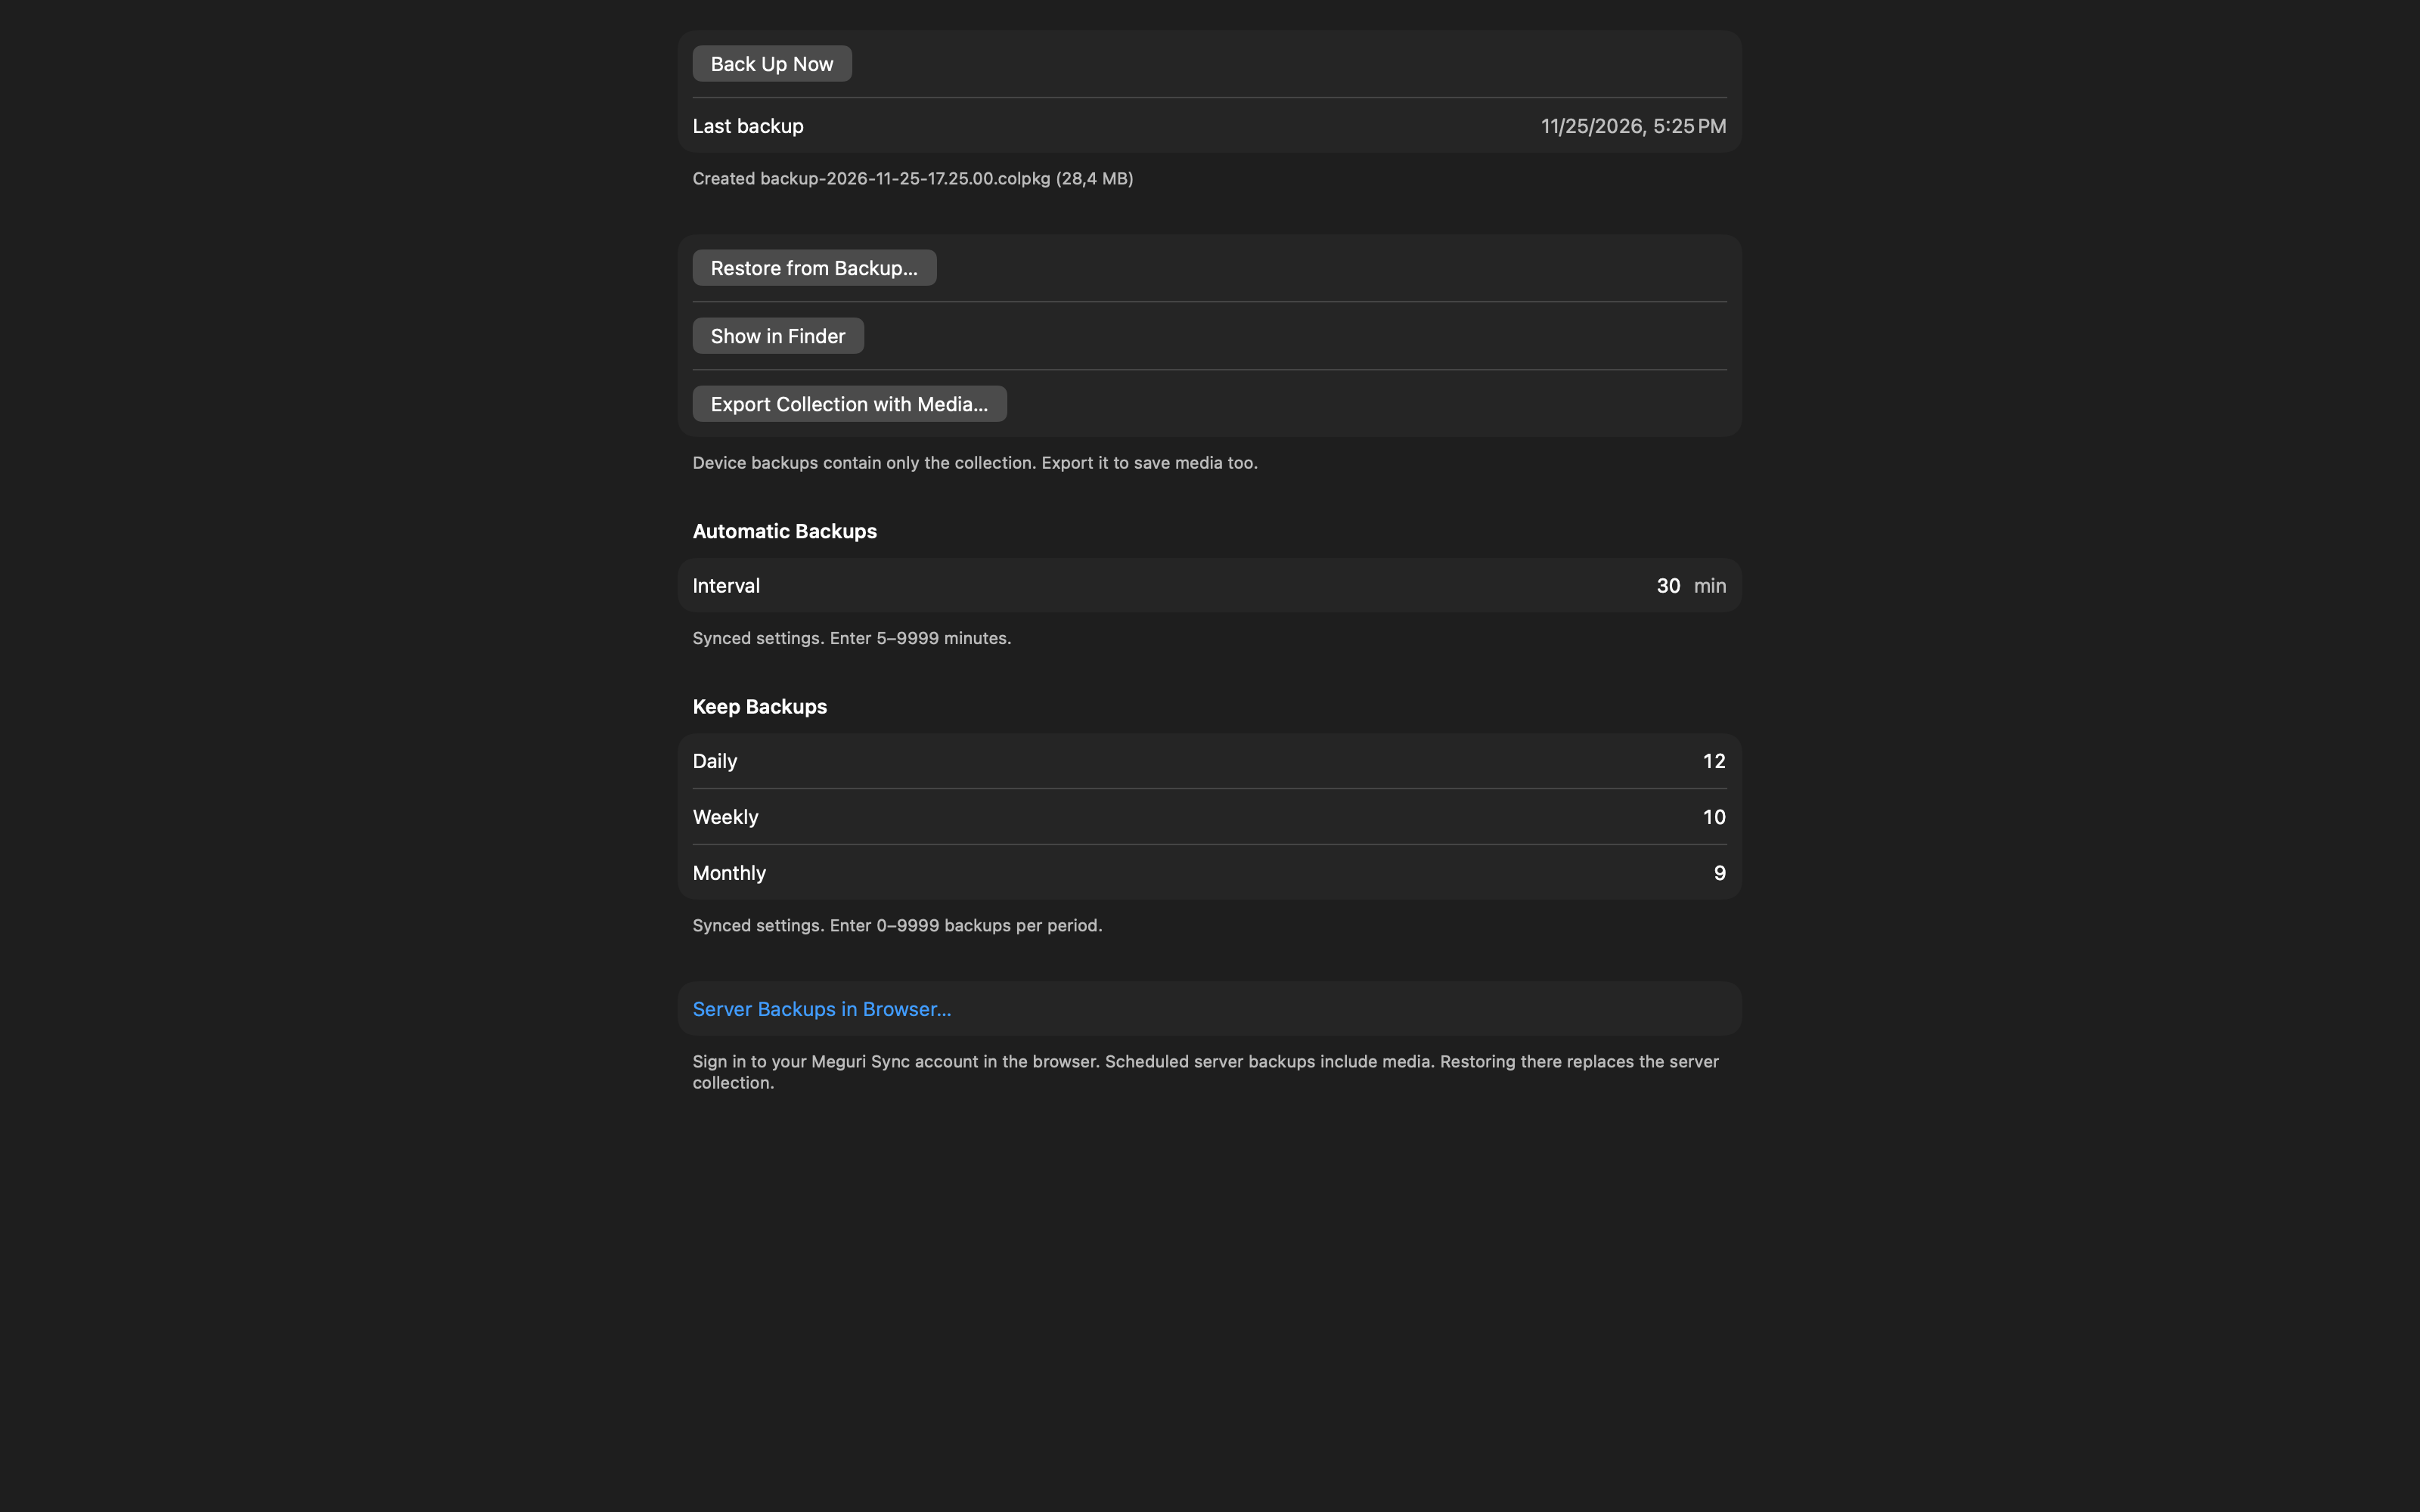 Back Up Now
Last backup 11/25/2026, 5:25 PM
Created backup-2026-11-25-17.25.00.colpkg (28,4 MB)
Restore from Backup...
Show in Finder
Export Collection with Media...
Device backups contain only the collection. Export it to save media too.
Automatic Backups
Interval 30 min
Synced settings. Enter 5–9999 minutes.
Keep Backups
Daily 12
Weekly 10
Monthly 9
Synced settings. Enter 0–9999 backups per period.
Server Backups in Browser...
Sign in to your Meguri Sync account in the browser. Scheduled server backups include media. Restoring there replaces the server
collection.